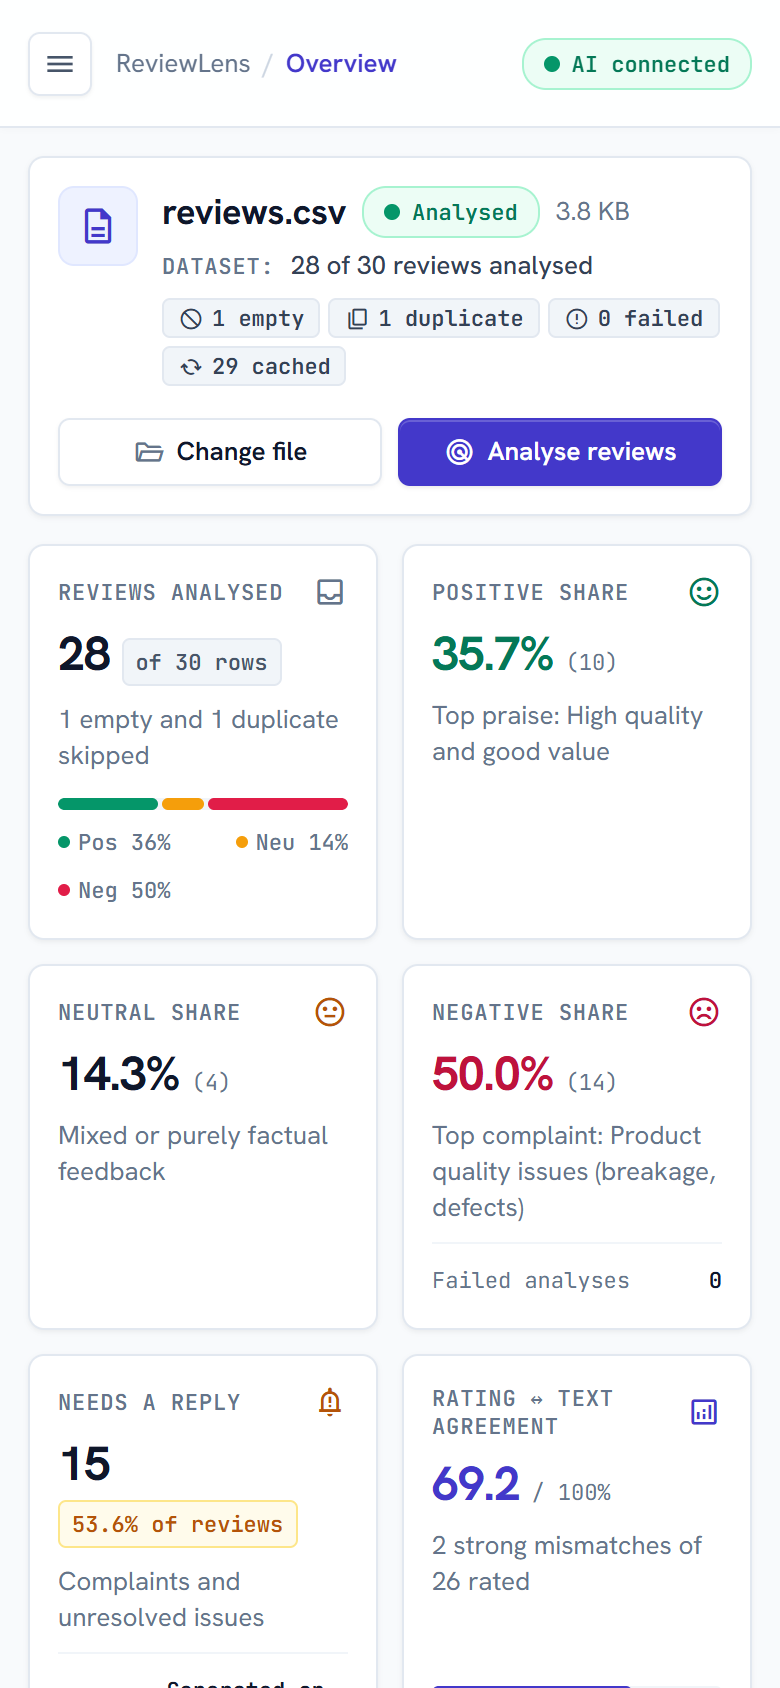 ReviewLens / Overview
AI connected
reviews.csv
Analysed
3.8 KB
DATASET: 28 of 30 reviews analysed
1 empty
1 duplicate
0 failed
29 cached
Change file
Analyse reviews
REVIEWS ANALYSED
28 of 30 rows
1 empty and 1 duplicate
skipped
Pos 36%
Neu 14%
Neg 50%
POSITIVE SHARE
35.7% (10)
Top praise: High quality
and good value
NEUTRAL SHARE
14.3% (4)
Mixed or purely factual
feedback
NEGATIVE SHARE
50.0% (14)
Top complaint: Product
quality issues (breakage,
defects)
Failed analyses 0
NEEDS A REPLY
15
53.6% of reviews
Complaints and
unresolved issues
RATING ↔ TEXT
AGREEMENT
69.2 / 100%
2 strong mismatches of
26 rated